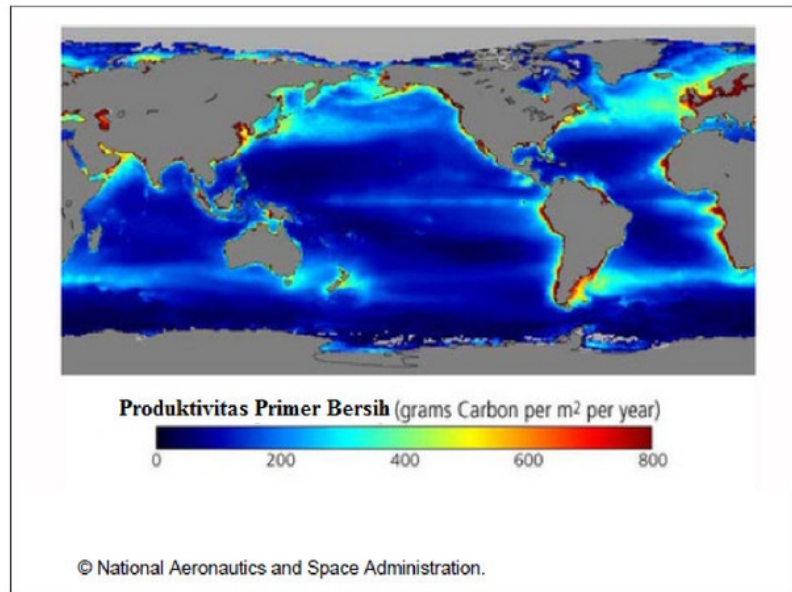 Produktivitas Primer Bersih (grams Carbon per m² per year)
0 200 400 600 800
© National Aeronautics and Space Administration.